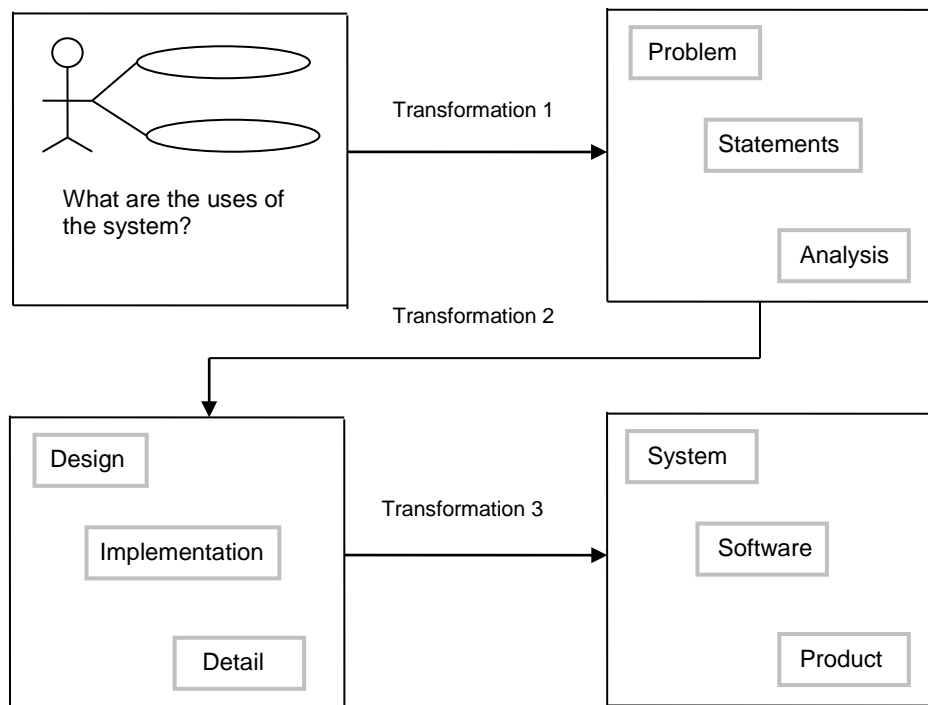 Problem
Transformation 1
Statements
What are the uses of
the system?
Analysis
Transformation 2
Design
System
Transformation 3
Implementation
Software
Detail
Product